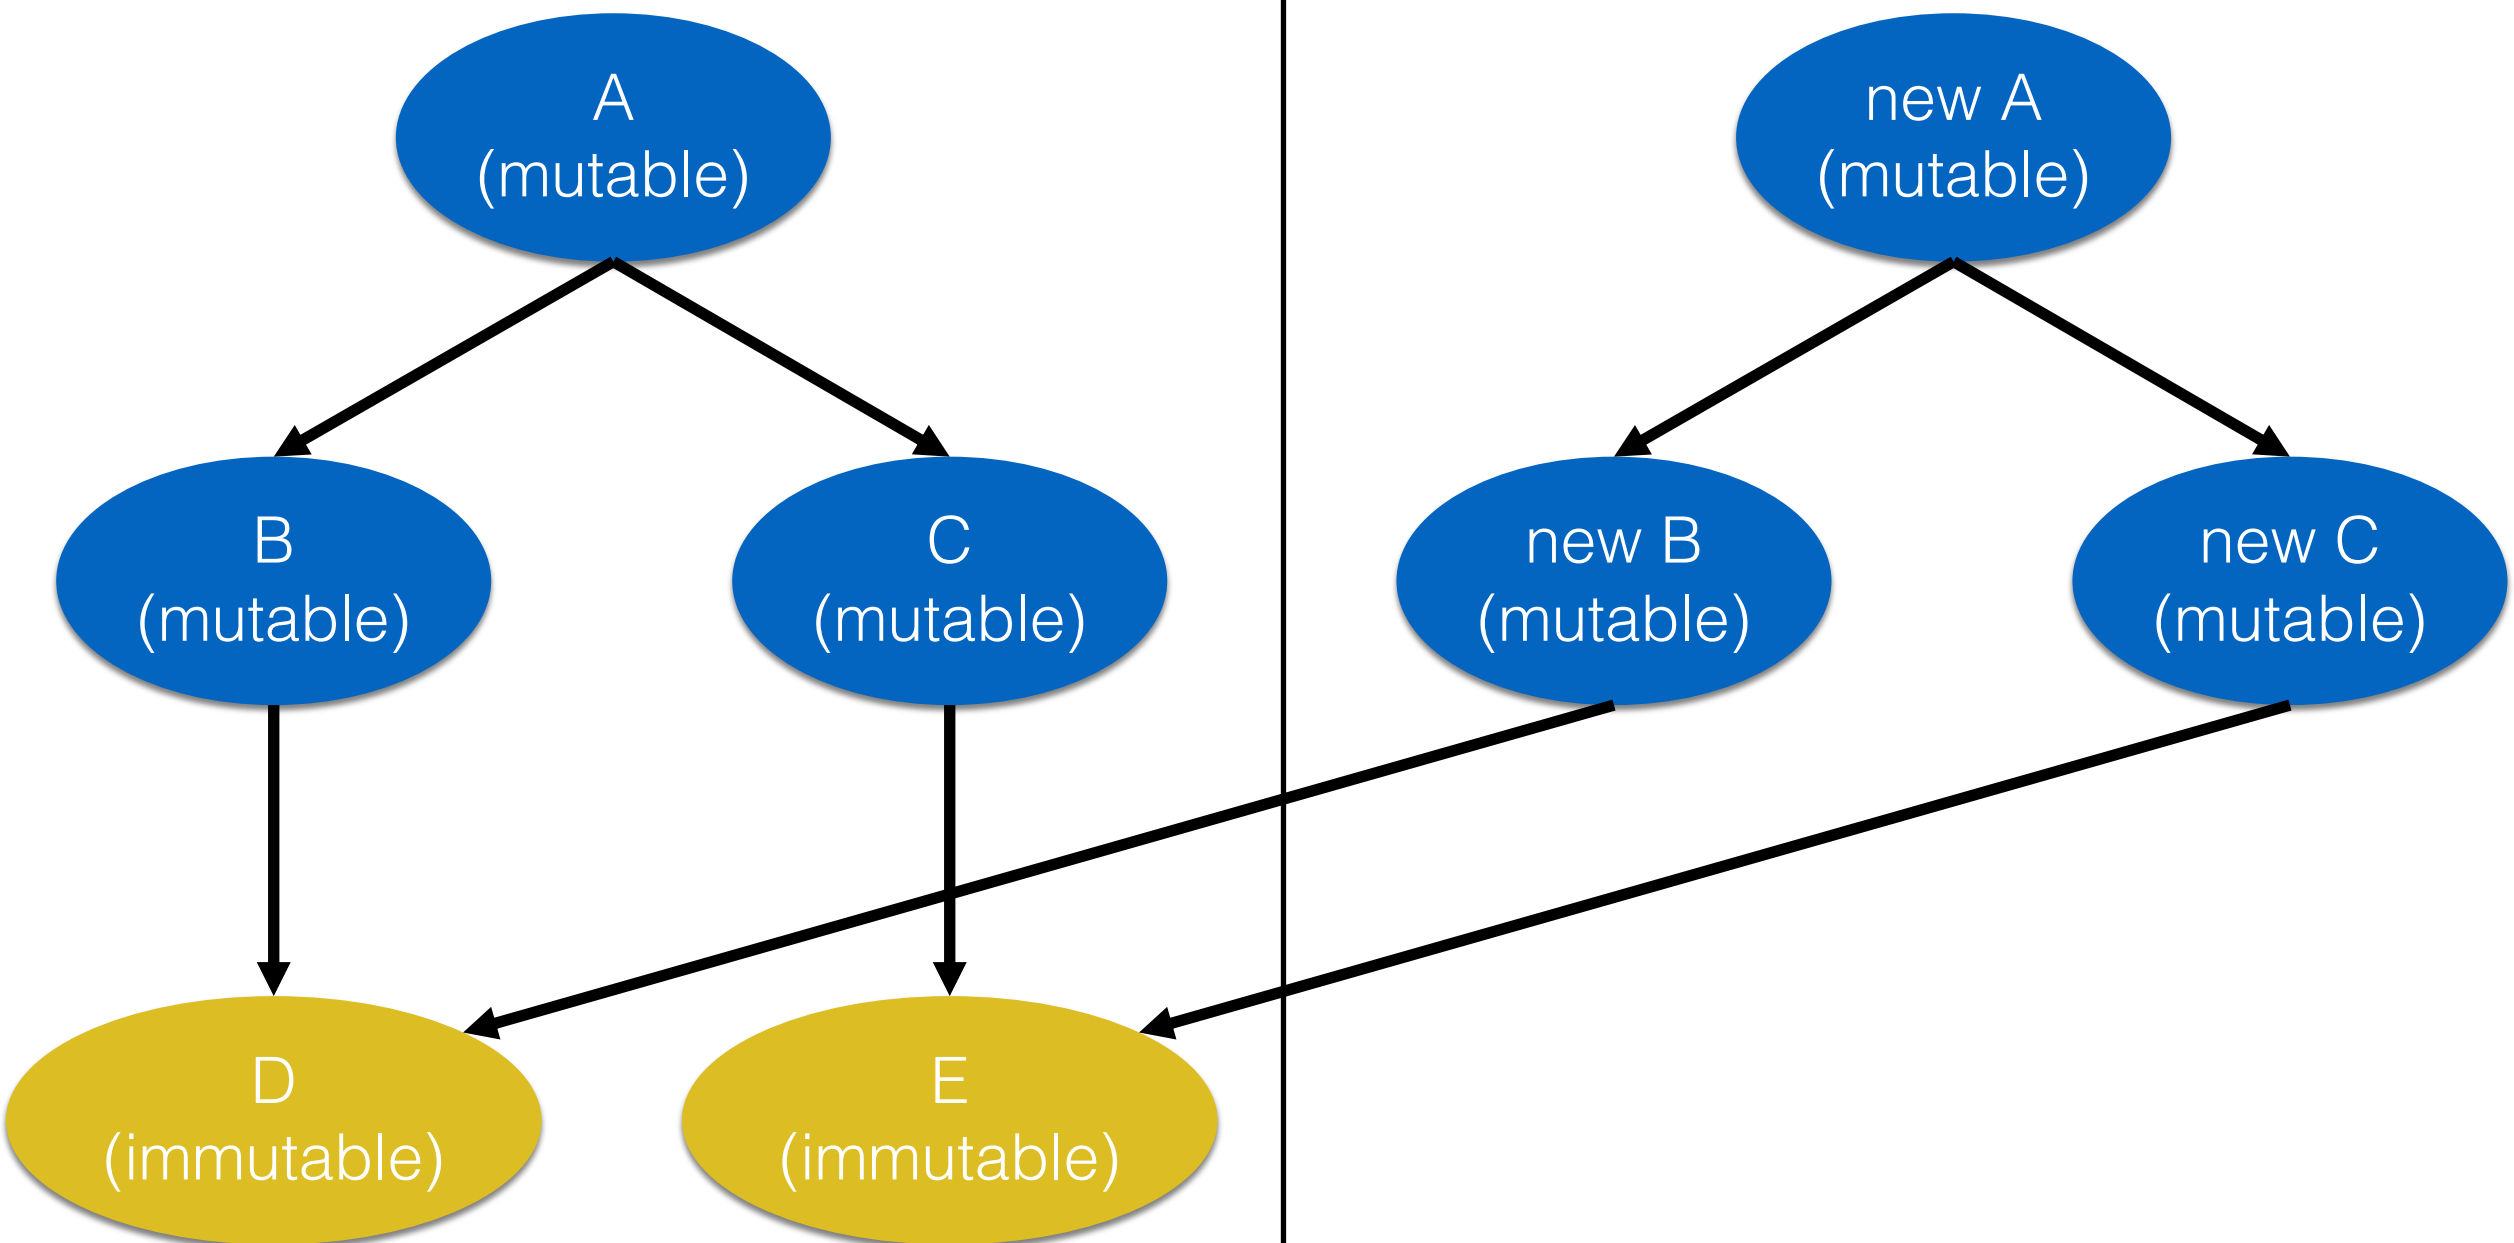 A
(mutable)
new A
(mutable)
B
(mutable)
C
(mutable)
new B
(mutable)
new C
(mutable)
D
(immutable)
E
(immutable)